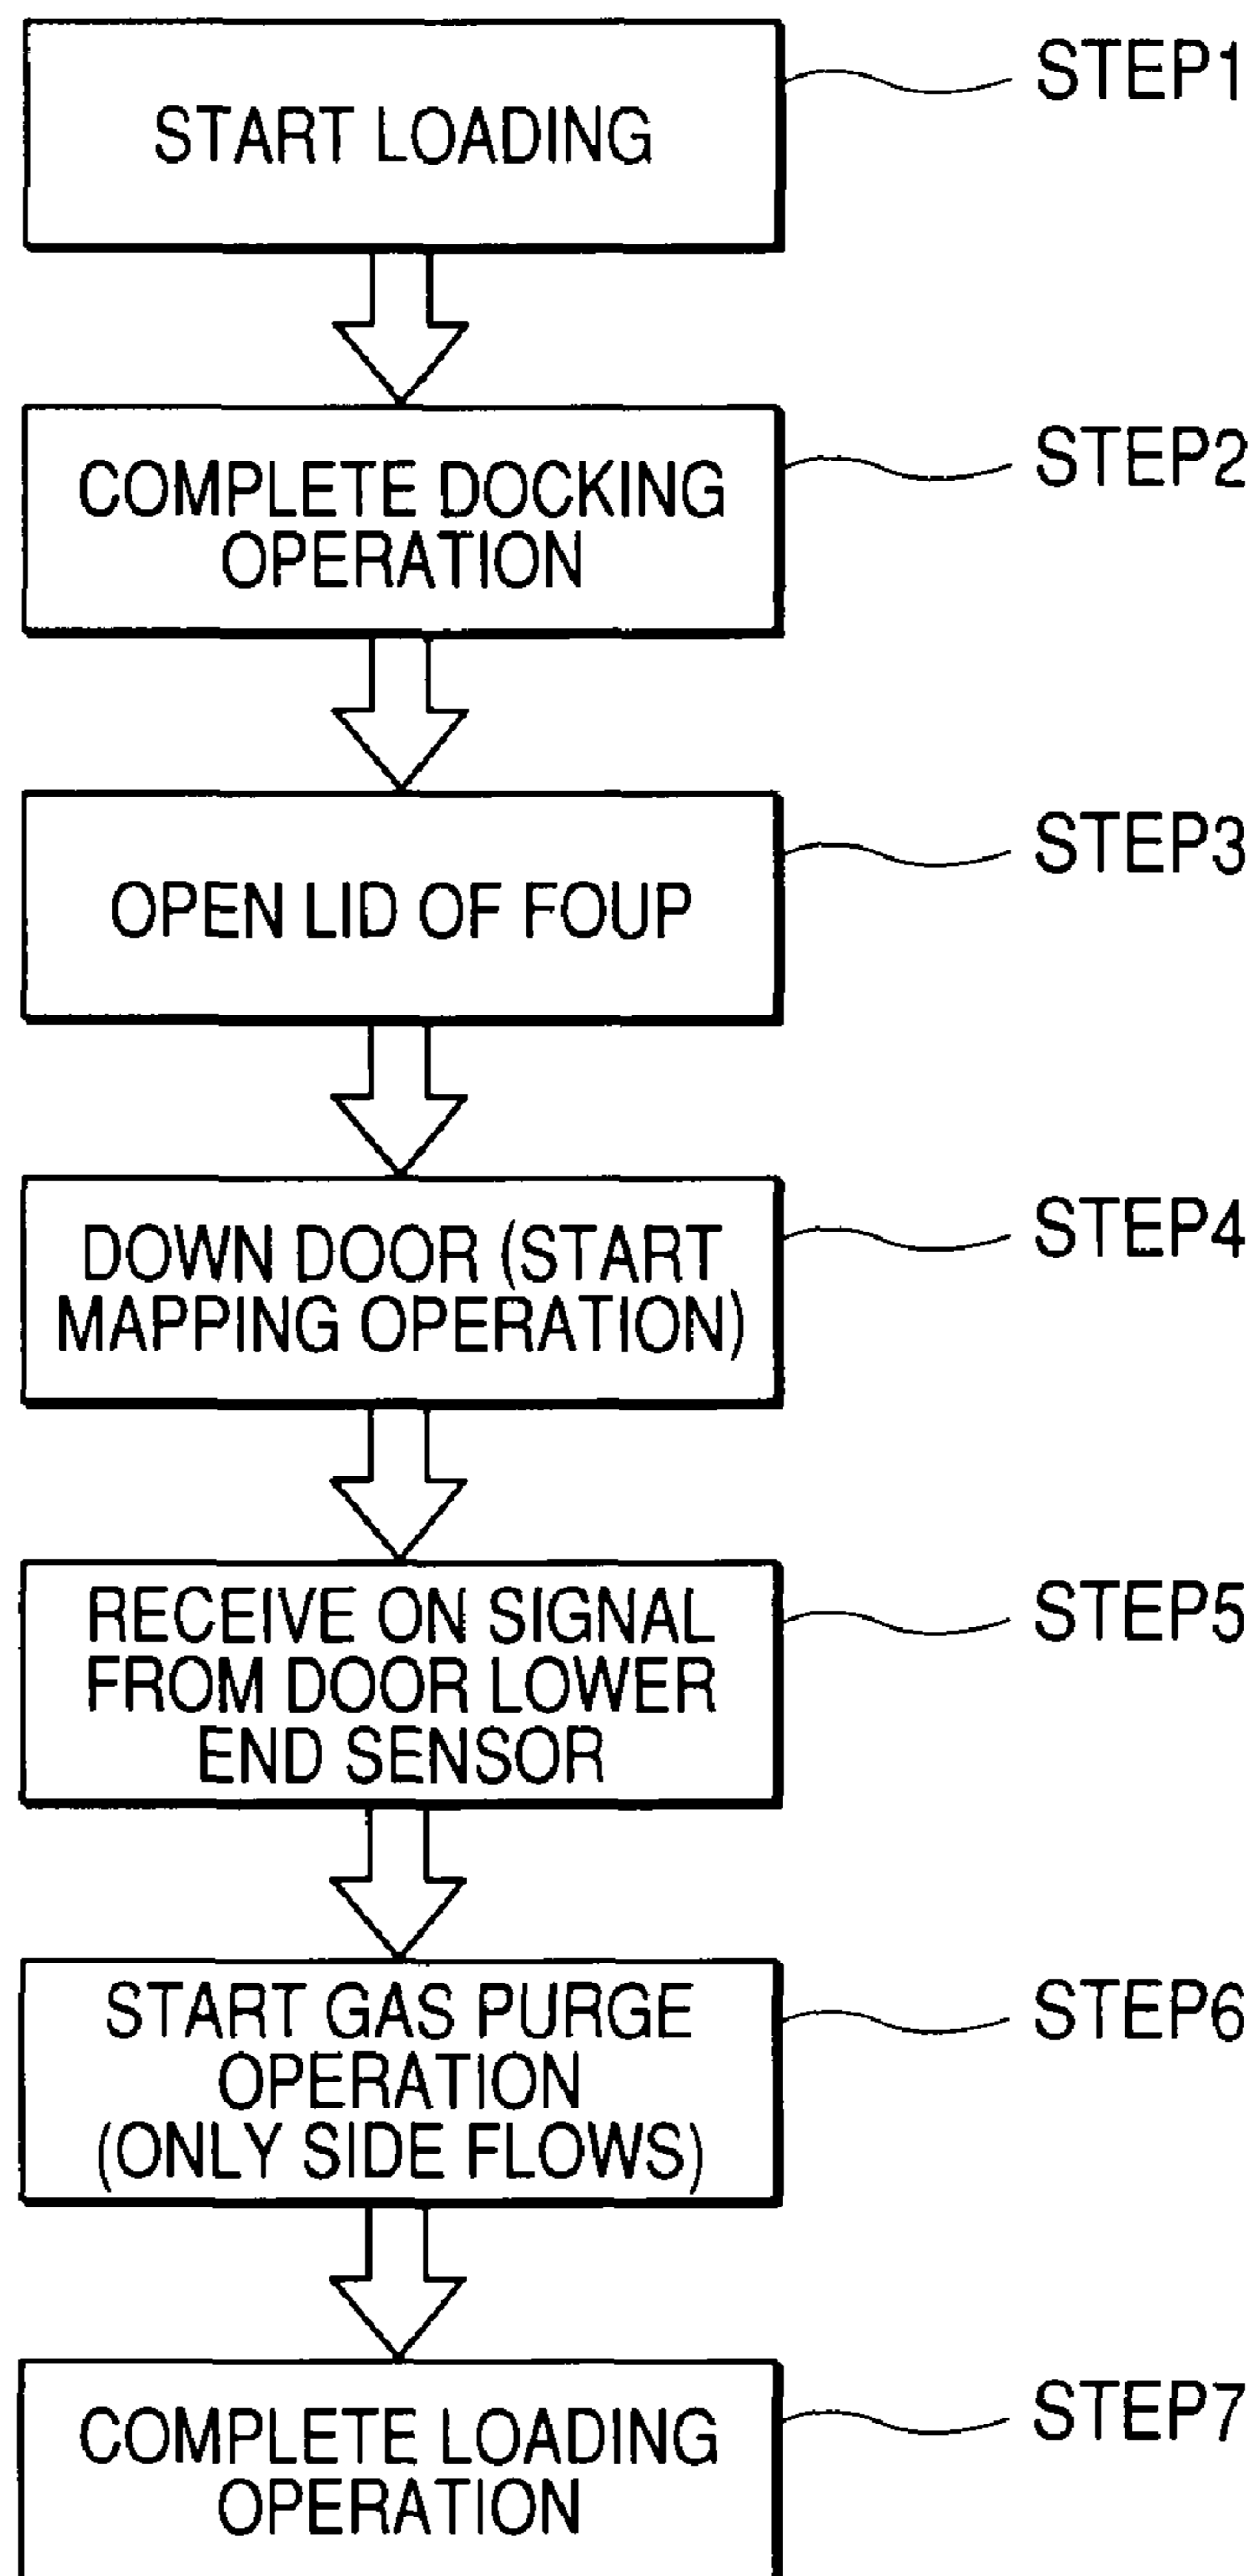 START LOADING
STEP1
COMPLETE DOCKING
OPERATION
STEP2
OPEN LID OF FOUP
STEP3
DOWN DOOR (START
MAPPING OPERATION)
STEP4
RECEIVE ON SIGNAL
FROM DOOR LOWER
END SENSOR
STEP5
START GAS PURGE
OPERATION
(ONLY SIDE FLOWS)
STEP6
COMPLETE LOADING
OPERATION
STEP7